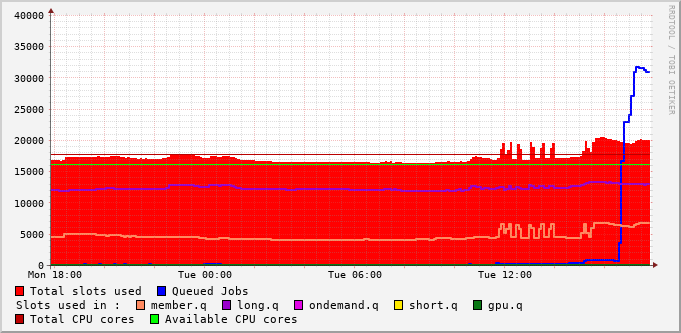 40000
35000
30000
25000
20000
15000
10000
5000
0
Mon 18:00 Tue 00:00 Tue 06:00 Tue 12:00
RRDTOOL / TOBI OETIKER
Total slots used Queued Jobs
Slots used in : member.q long.q ondemand.q short.q gpu.q
Total CPU cores Available CPU cores